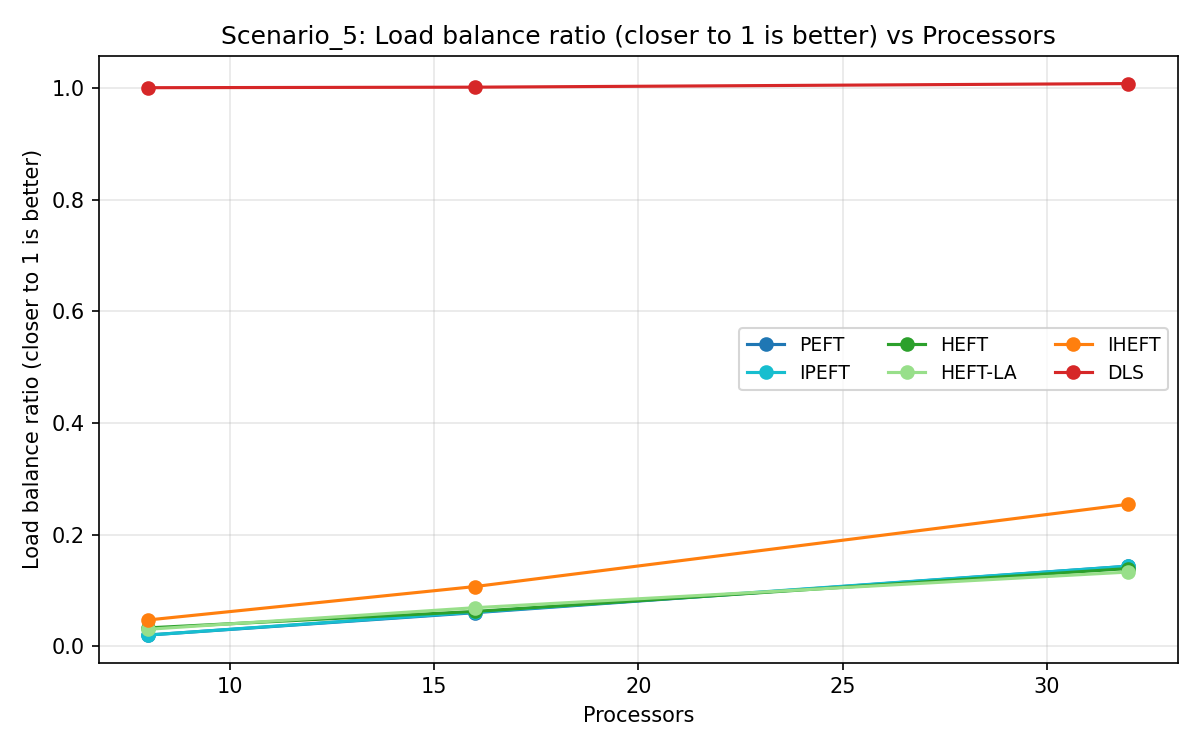 Scenario_5: Load balance ratio (closer to 1 is better) vs Processors
Load balance ratio (closer to 1 is better)
1.0
0.8
0.6
0.4
0.2
0.0
PEFT HEFT IHEFT
IPEFT HEFT-LA DLS
10 15 20 25 30
Processors